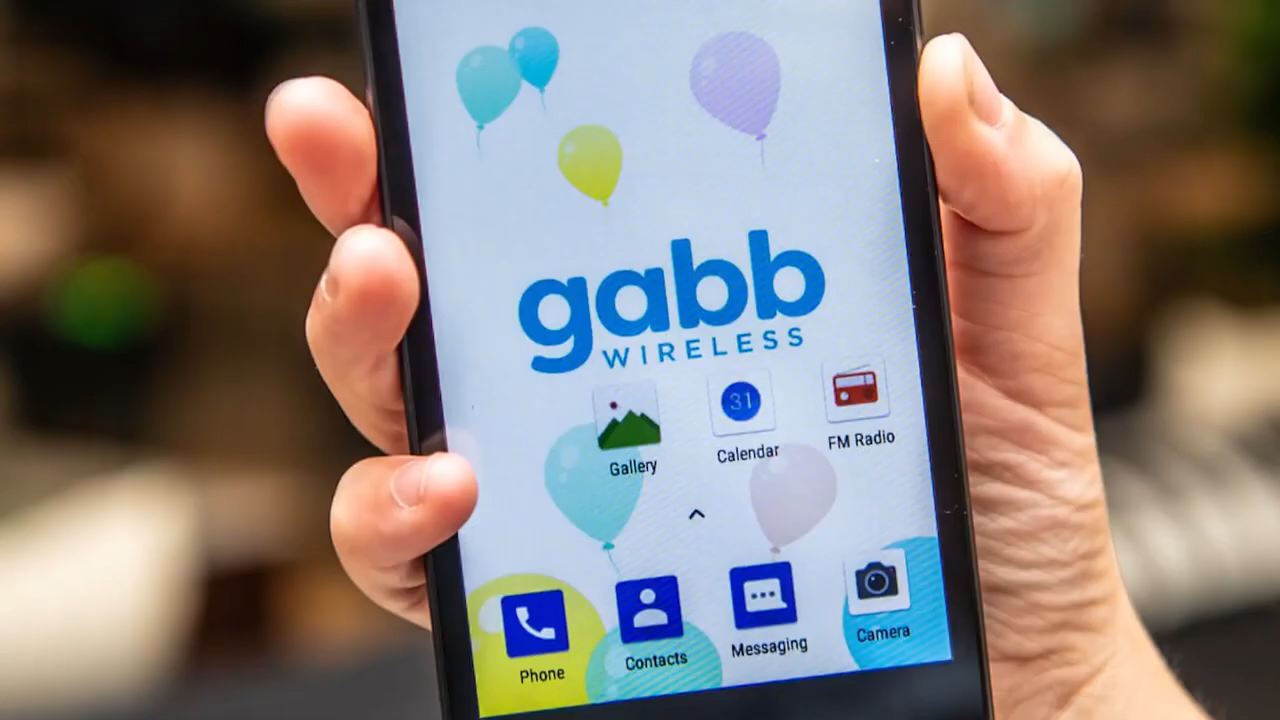 gabb
WIRELESS
31
Gallery
Calendar
FM Radio
Phone
Contacts
Messaging
Camera